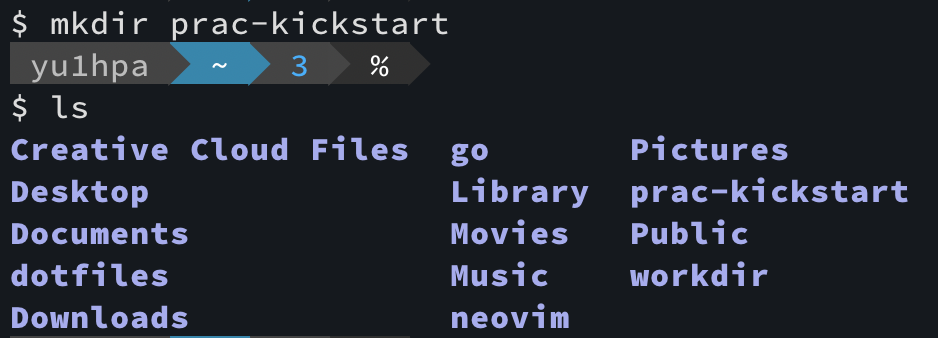 $ mkdir prac-kickstart
yu1hpa ~ 3 %
$ ls
Creative Cloud Files go Pictures
Desktop Library prac-kickstart
Documents Movies Public
dotfiles Music workdir
Downloads neovim